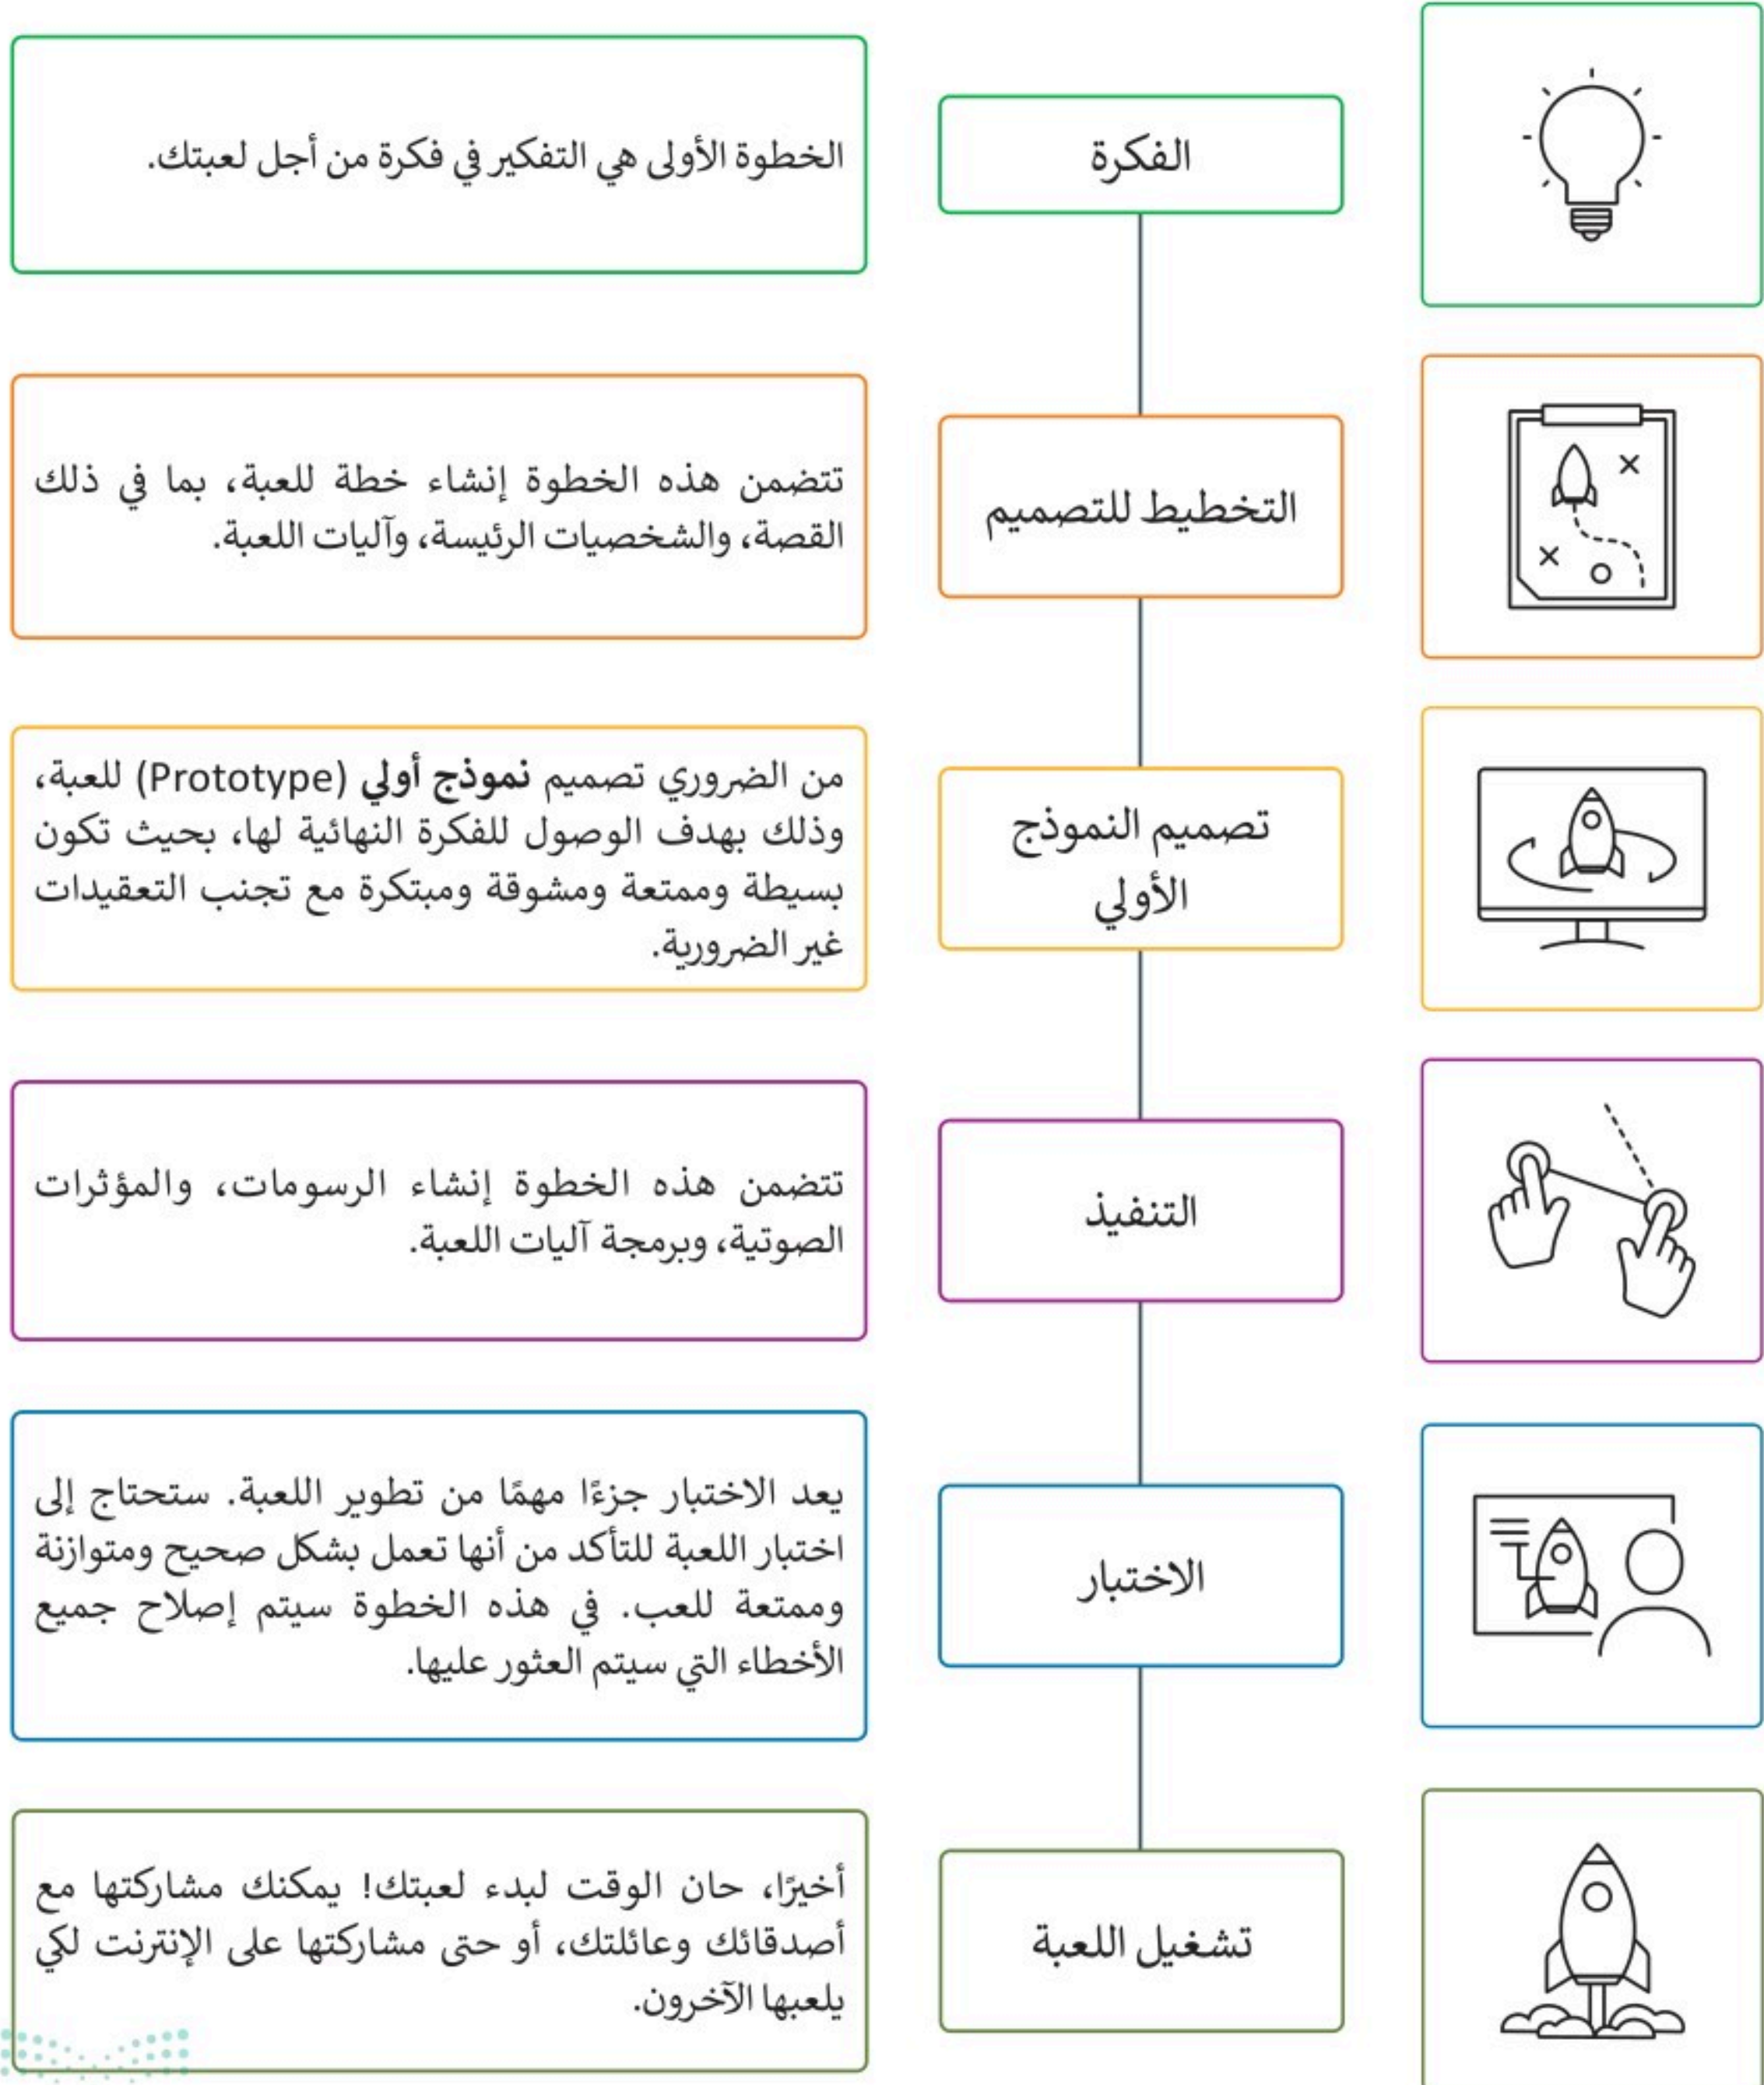 الفكرة
الخطوة الأولى هي التفكير في فكرة من أجل لعبتك.
التخطيط للتصميم
تتضمن هذه الخطوة إنشاء خطة للعبة، بما في ذلك
القصة، والشخصيات الرئيسة، وآليات اللعبة.
تصميم النموذج
الأولي
من الضروري تصميم نموذج أولي (Prototype) للعبة،
وذلك بهدف الوصول للفكرة النهائية لها، بحيث تكون
بسيطة وممتعة ومشوقة ومبتكرة مع تجنب التعقيدات
غير الضرورية.
التنفيذ
تتضمن هذه الخطوة إنشاء الرسومات، والمؤثرات
الصوتية، وبرمجة آليات اللعبة.
الاختبار
يعد الاختبار جزءًا مهمًا من تطوير اللعبة. ستحتاج إلى
اختبار اللعبة للتأكد من أنها تعمل بشكل صحيح ومتوازنة
وممتعة للعب. في هذه الخطوة سيتم إصلاح جميع
الأخطاء التي سيتم العثور عليها.
تشغيل اللعبة
أخيرًا، حان الوقت لبدء لعبتك! يمكنك مشاركتها مع
أصدقائك وعائلتك، أو حتى مشاركتها على الإنترنت لكي
يلعبها الآخرون.